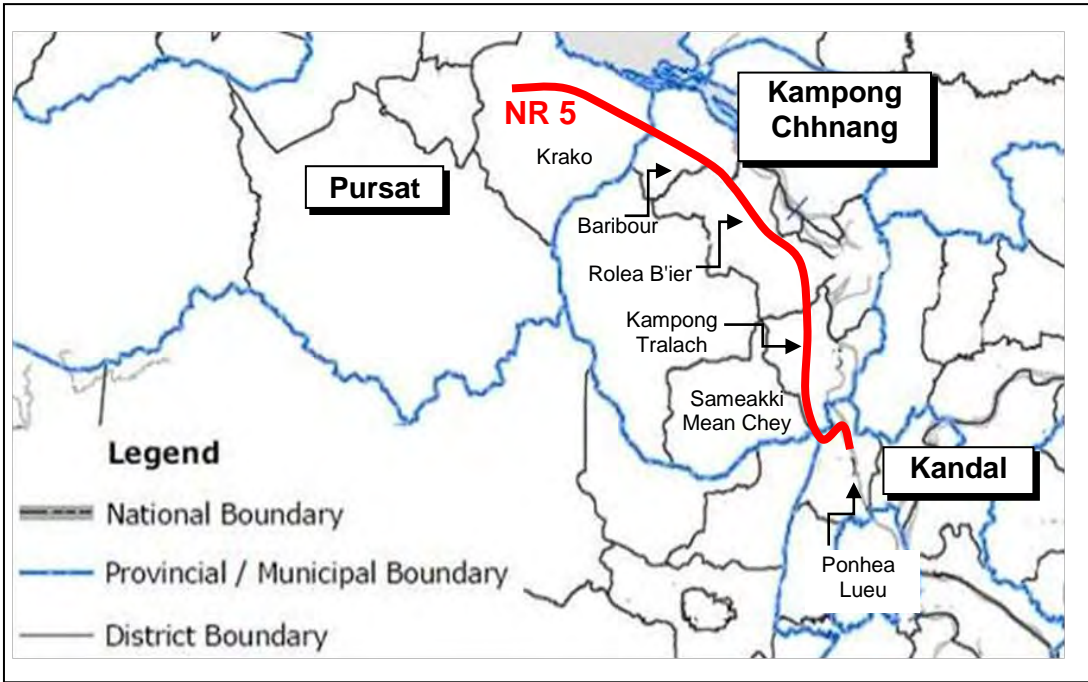 Kampong
Chhnang
NR 5
Krako
Pursat
Baribour
Rolea B'ier
Kampong
Tralach
Sameakki
Mean Chey
Kandal
Ponhea
Lueu
Legend
National Boundary
Provincial / Municipal Boundary
District Boundary